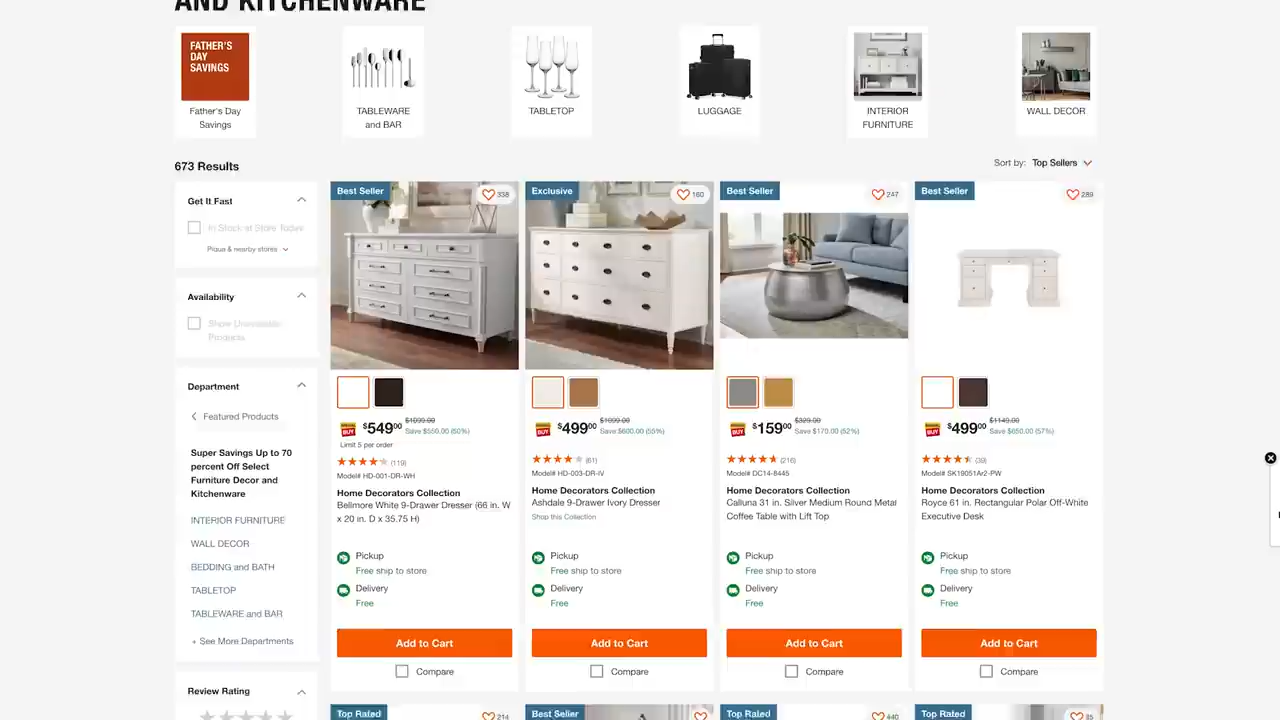 AND KITCHENWARE
FATHER'S
DAY
SAVINGS
Father's Day
Savings
TABLEWARE
and BAR
TABLETOP
LUGGAGE
INTERIOR
FURNITURE
WALL DECOR
673 Results
Sort by: Top Sellers
Get It Fast
In Stock at Store Today
Pique & nearby stores
Availability
Show Unavailable
Products
Department
Featured Products
Super Savings Up to 70
percent Off Select
Furniture Decor and
Kitchenware
INTERIOR FURNITURE
WALL DECOR
BEDDING and BATH
TABLETOP
TABLEWARE and BAR
+ See More Departments
Review Rating
Best Seller
338
$549.00 $1099.00
Save $550.00 (50%)
Limit 5 per order
(119)
Model# HD-001-DR-WH
Home Decorators Collection
Bellmore White 9-Drawer Dresser (66 in. W
x 20 in. D x 35.75 H)
Pickup
Free ship to store
Delivery
Free
Add to Cart
Compare
Exclusive
160
$499.00 $1099.00
Save $600.00 (55%)
(61)
Model# HD-003-DR-IV
Home Decorators Collection
Ashdale 9-Drawer Ivory Dresser
Shop this Collection
Pickup
Free ship to store
Delivery
Free
Add to Cart
Compare
Best Seller
247
$159.00 $329.00
Save $170.00 (52%)
(216)
Model# DC14-8445
Home Decorators Collection
Calluna 31 in. Silver Medium Round Metal
Coffee Table with Lift Top
Pickup
Free ship to store
Delivery
Free
Add to Cart
Compare
Best Seller
289
$499.00 $1149.00
Save $650.00 (57%)
(39)
Model# SK19051Ar2-PW
Home Decorators Collection
Royce 61 in. Rectangular Polar Off-White
Executive Desk
Pickup
Free ship to store
Delivery
Free
Add to Cart
Compare
Top Rated
214
Best Seller
Top Rated
440
Top Rated
85